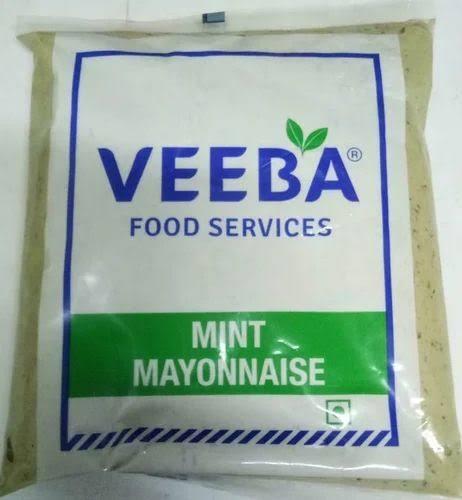 VEEBA®
FOOD SERVICES
MINT
MAYONNAISE